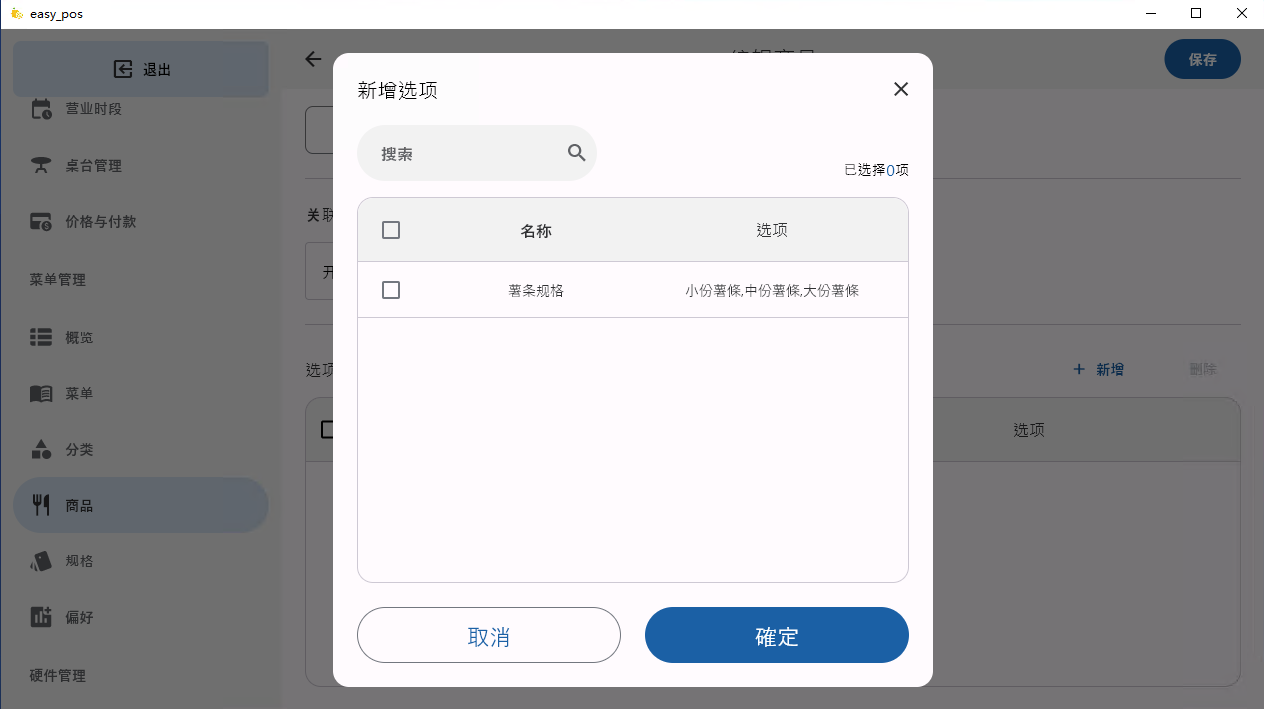 easy_pos
退出
保存
营业时段
桌台管理
价格与付款
菜单管理
概览
菜单
分类
商品
规格
偏好
硬件管理
新增选项
搜索
已选择0项
名称 选项
薯条规格 小份薯條,中份薯條,大份薯條
取消 確定
关联
开
选项
+ 新增 刪除
选项